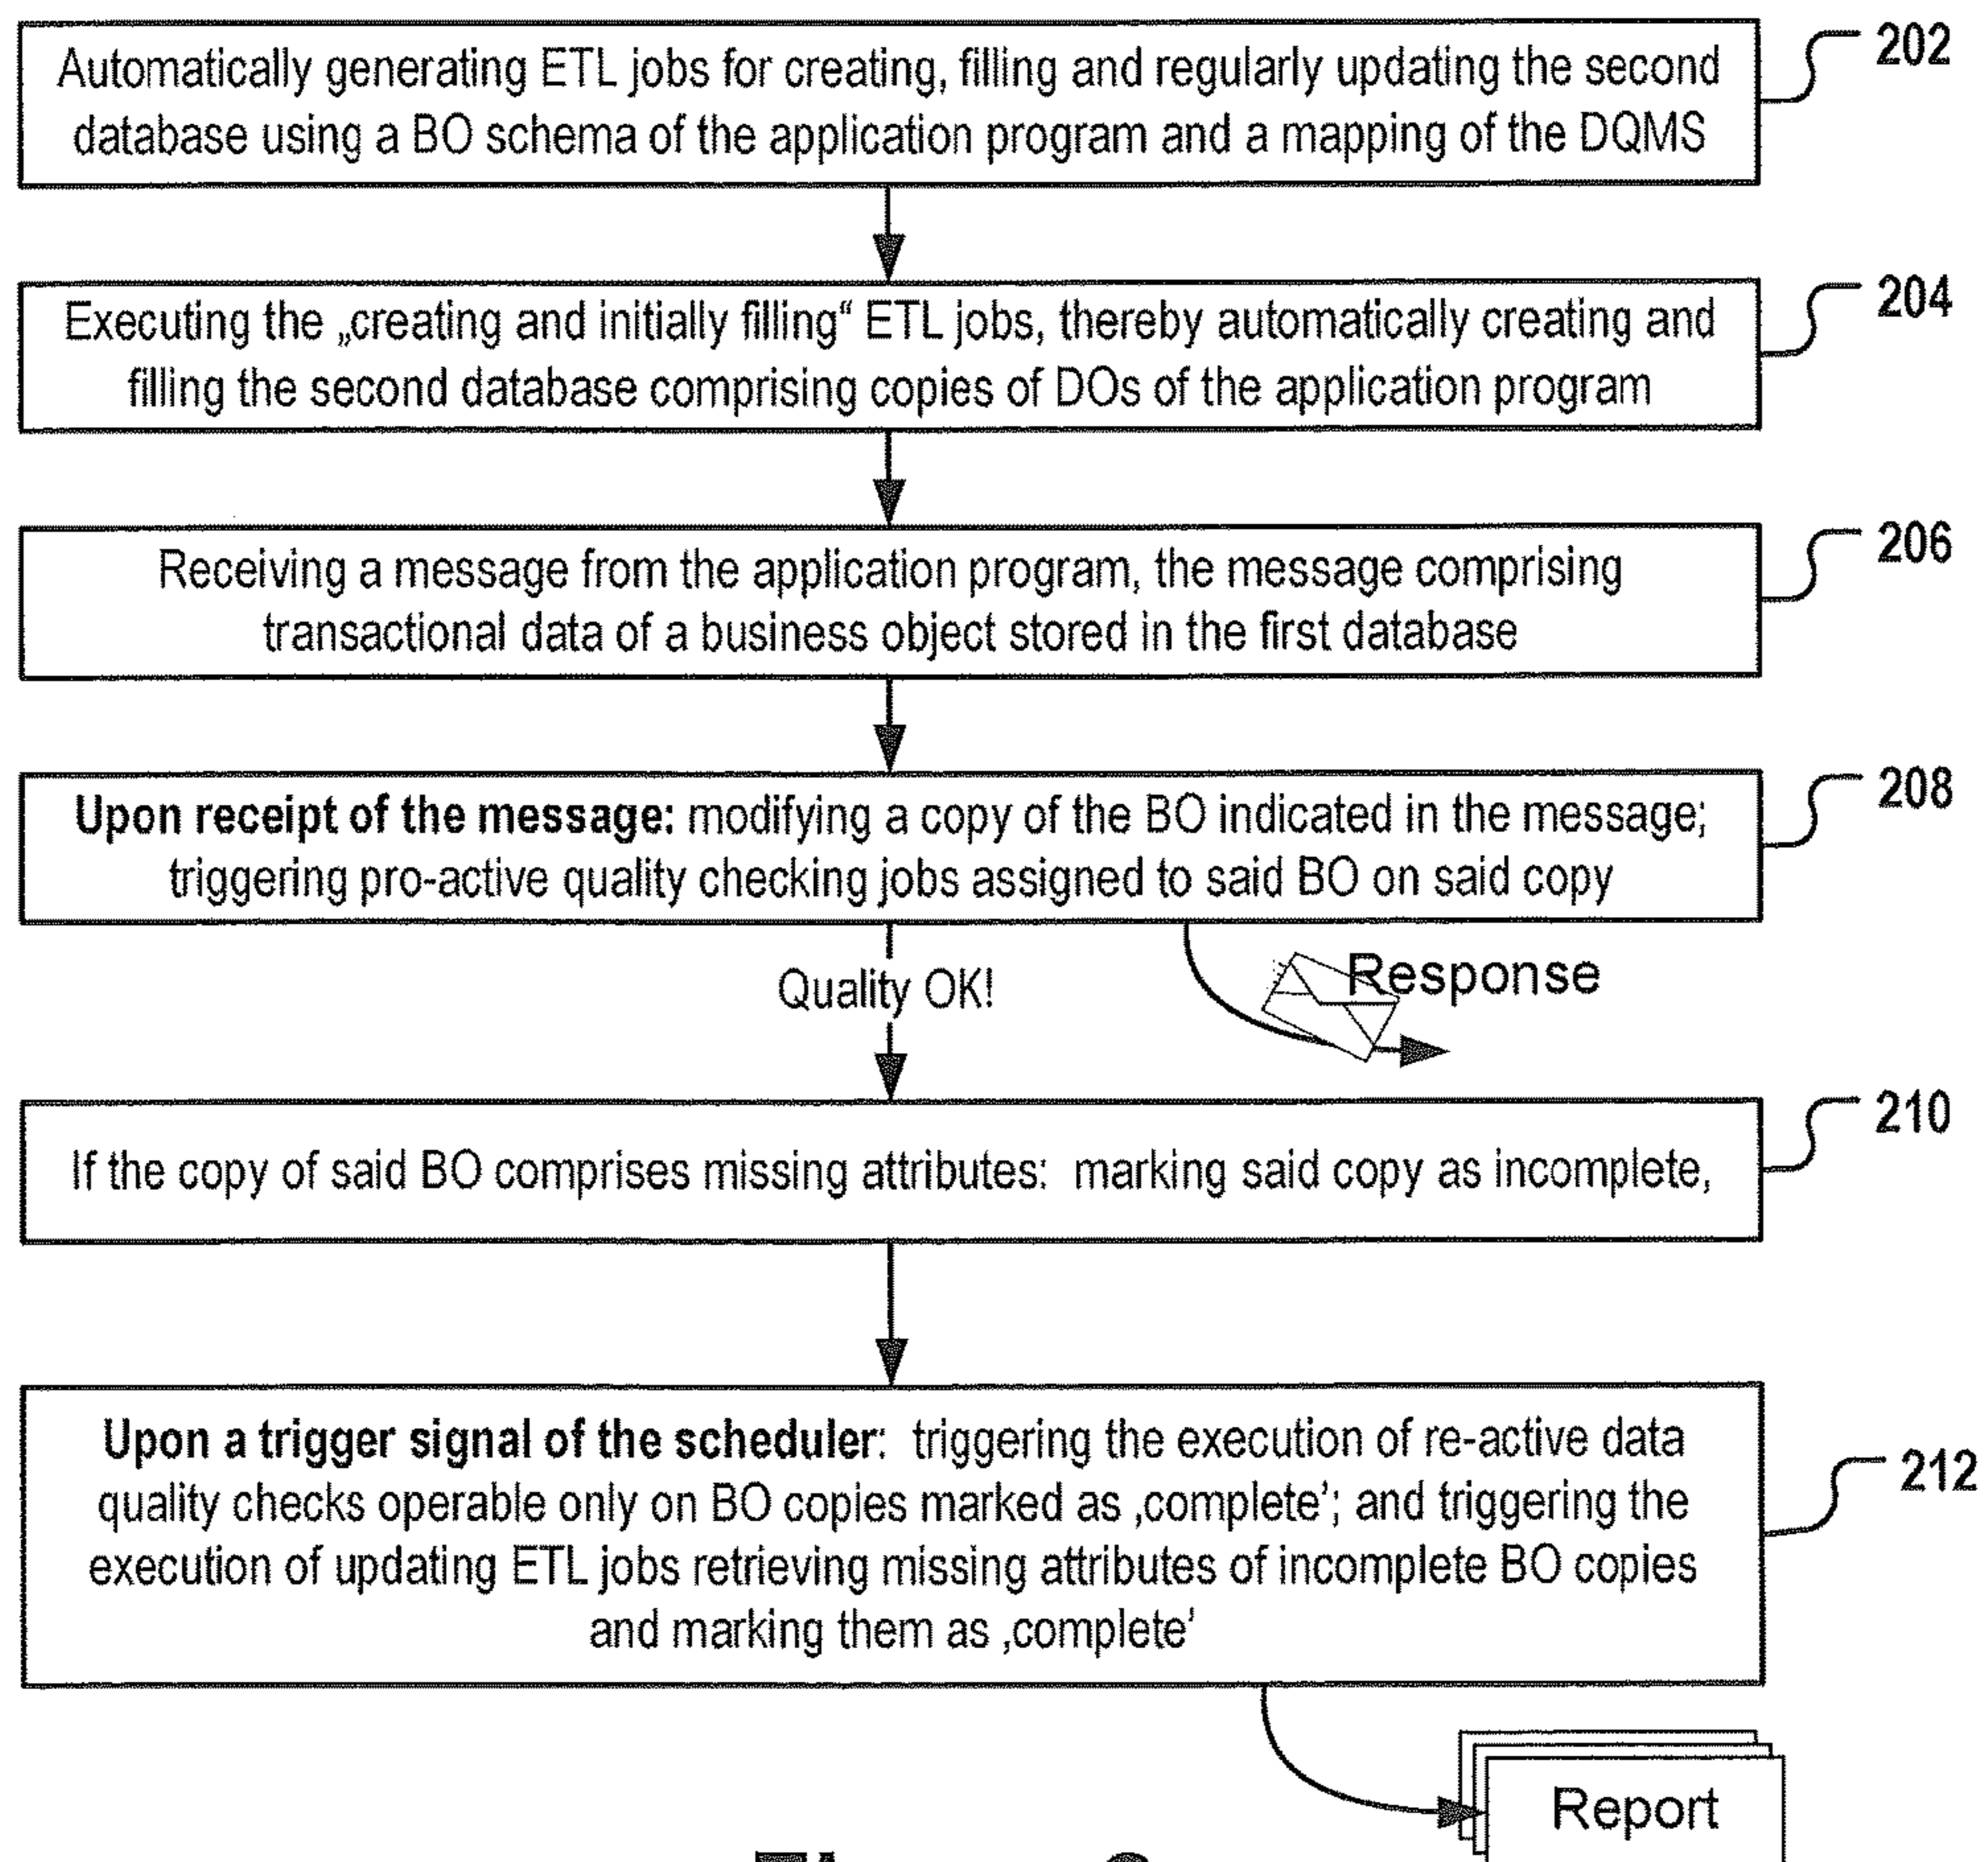 Automatically generating ETL jobs for creating, filling and regularly updating the second
database using a BO schema of the application program and a mapping of the DQMS
202
Executing the „creating and initially filling“ ETL jobs, thereby automatically creating and
filling the second database comprising copies of DOs of the application program
204
Receiving a message from the application program, the message comprising
transactional data of a business object stored in the first database
206
Upon receipt of the message: modifying a copy of the BO indicated in the message;
triggering pro-active quality checking jobs assigned to said BO on said copy
208
Quality OK!
Response
If the copy of said BO comprises missing attributes: marking said copy as incomplete,
210
Upon a trigger signal of the scheduler: triggering the execution of re-active data
quality checks operable only on BO copies marked as ‚complete’; and triggering the
execution of updating ETL jobs retrieving missing attributes of incomplete BO copies
and marking them as ‚complete’
212
Report